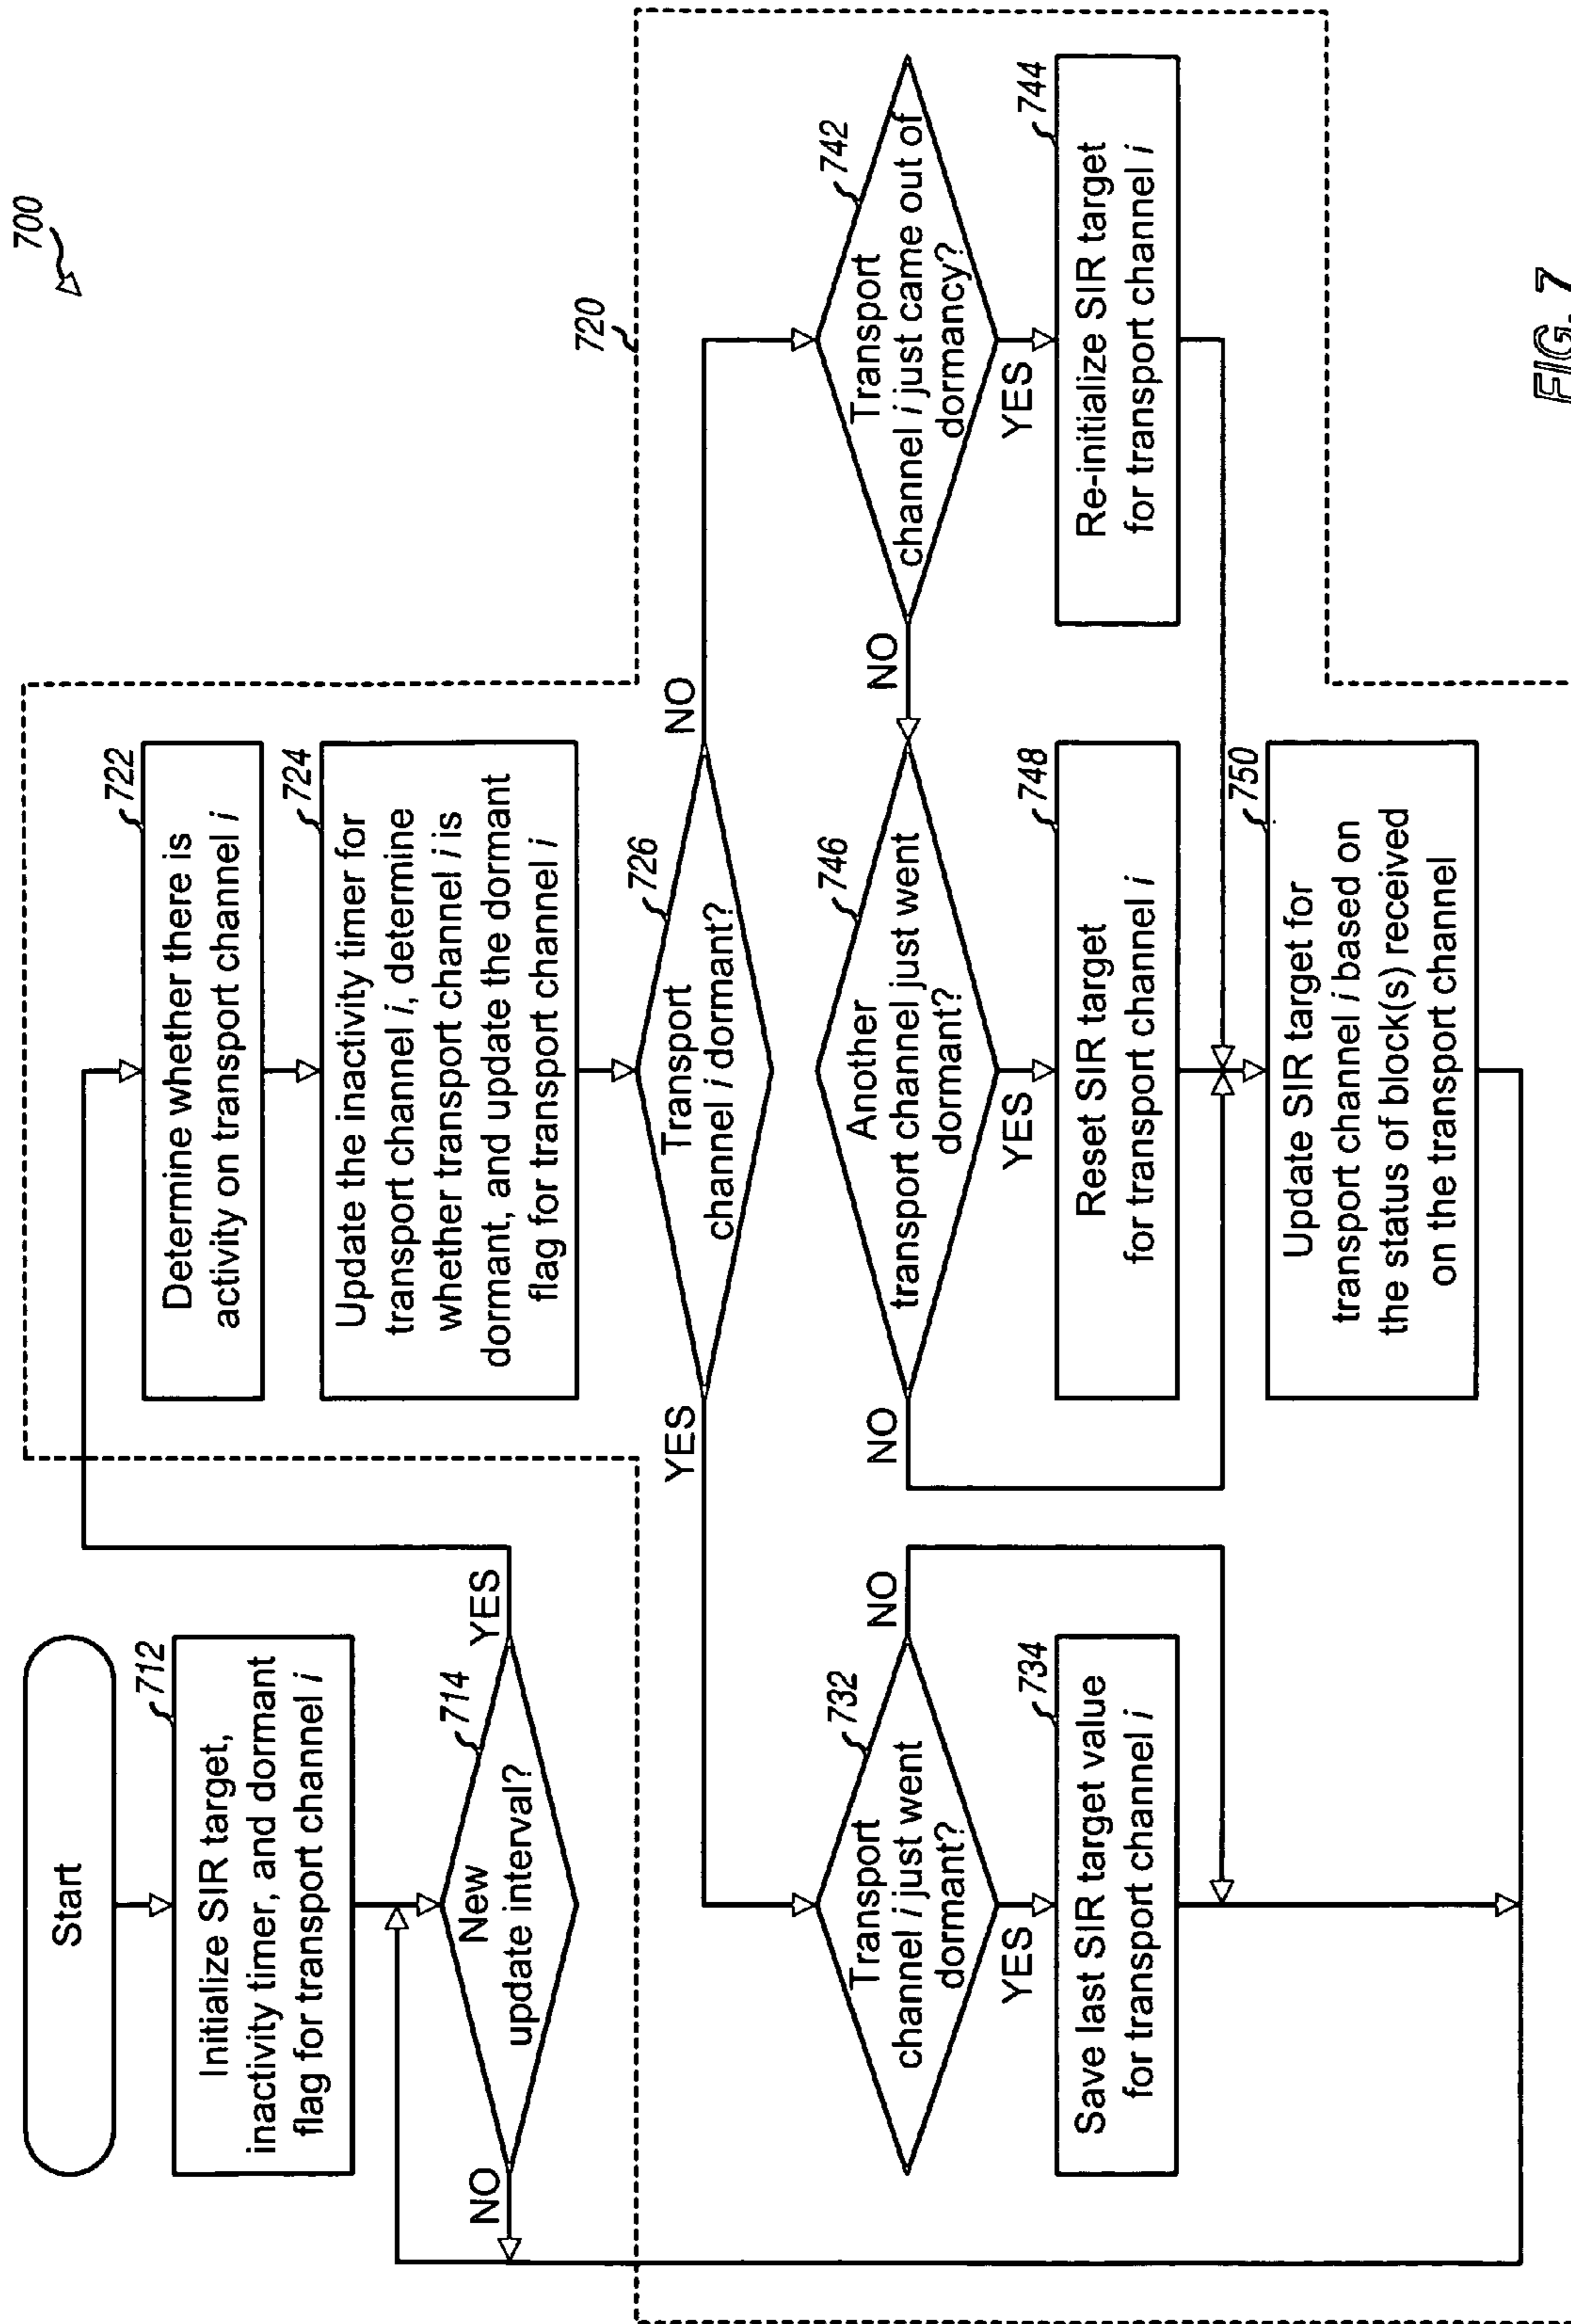 700
Start
712
Initialize SIR target,
inactivity timer, and dormant
flag for transport channel i
714
New
update interval?
YES
NO
720
722
Determine whether there is
activity on transport channel i
724
Update the inactivity timer for
transport channel i, determine
whether transport channel i is
dormant, and update the dormant
flag for transport channel i
726
Transport
channel i dormant?
YES
NO
732
Transport
channel i just went
dormant?
NO
YES
734
Save last SIR target value
for transport channel i
742
Transport
channel i just came out of
dormancy?
NO
YES
744
Re-initialize SIR target
for transport channel i
746
Another
transport channel just went
dormant?
NO
YES
748
Reset SIR target
for transport channel i
750
Update SIR target for
transport channel i based on
the status of block(s) received
on the transport channel
FIG. 7